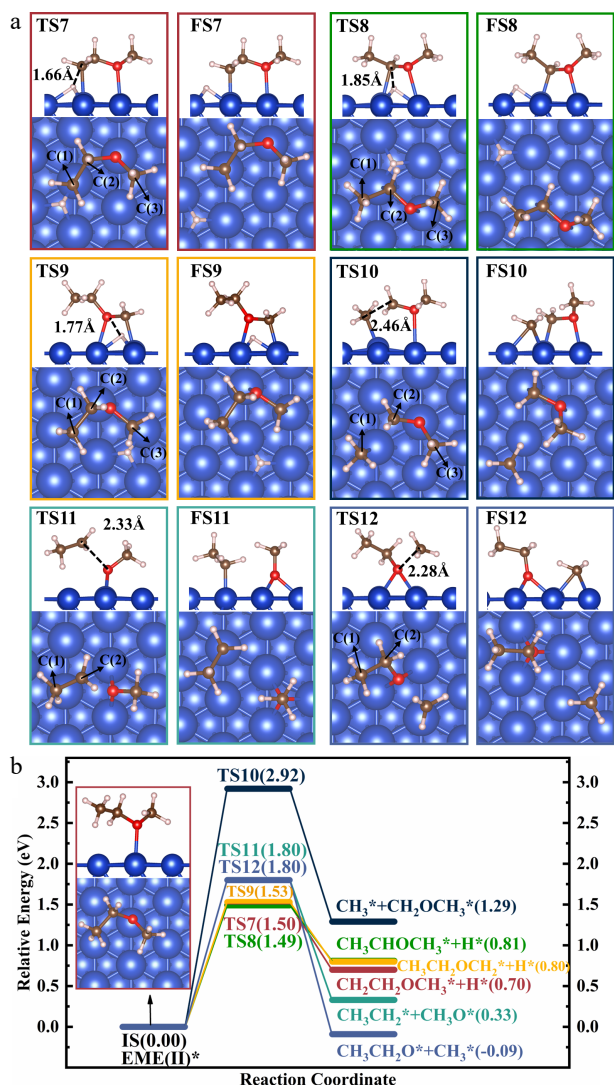 a
TS7 FS7 TS8 FS8
1.66Å 1.85Å
C(1) C(2) C(3) C(1) C(2) C(3)
TS9 FS9 TS10 FS10
1.77Å 2.46Å
C(1) C(2) C(3) C(1) C(2) C(3)
TS11 FS11 TS12 FS12
2.33Å 2.28Å
C(1) C(2) C(1) C(2)
b
Relative Energy (eV)
3.0 3.0
2.5 2.5
2.0 2.0
1.5 1.5
1.0 1.0
0.5 0.5
0.0 0.0
TS10(2.92)
TS11(1.80)
TS12(1.80)
TS9(1.53)
TS7(1.50)
TS8(1.49)
CH₃*+CH₂OCH₃*(1.29)
CH₃CHOCH₃*+H*(0.81)
CH₃CH₂OCH₂*+H*(0.80)
CH₂CH₂OCH₃*+H*(0.70)
CH₃CH₂*+CH₃O*(0.33)
CH₃CH₂O*+CH₃*(-0.09)
IS(0.00)
EME(II)*
Reaction Coordinate